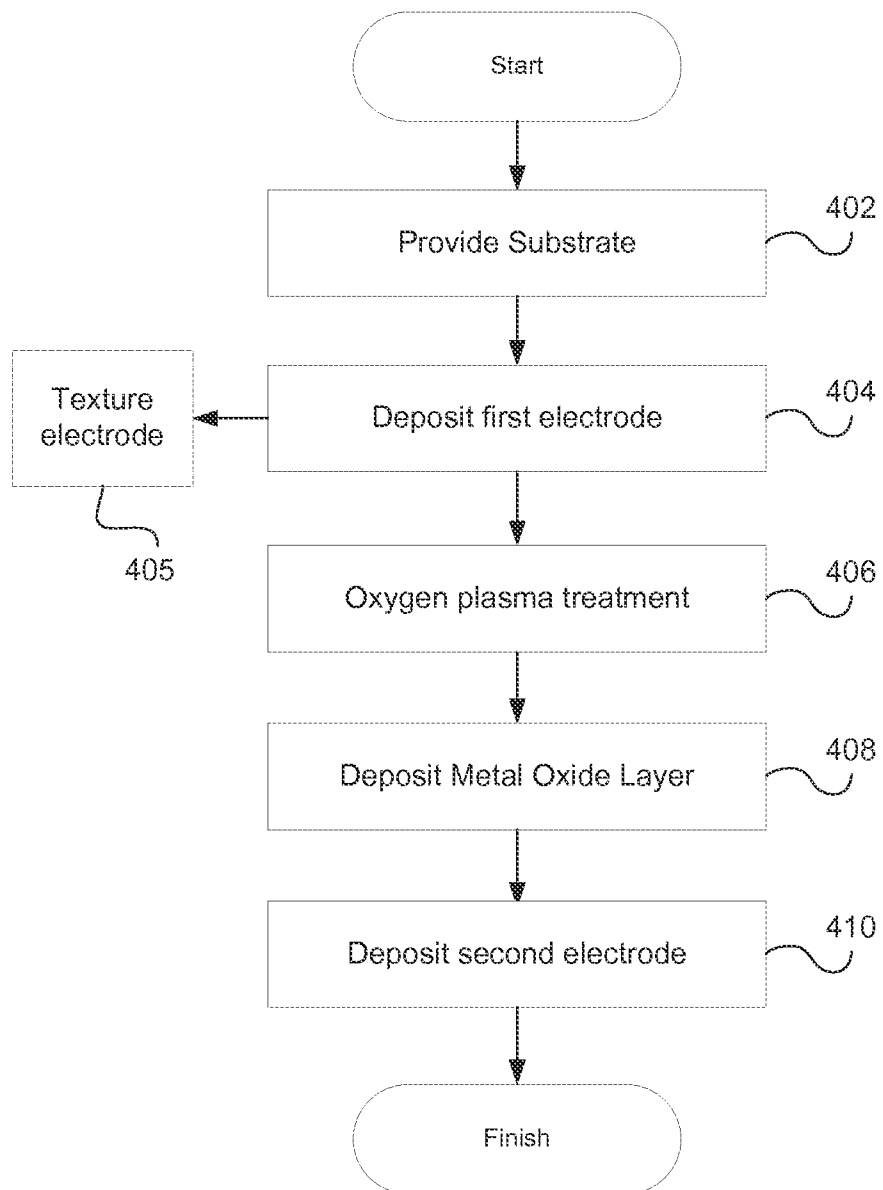 Start
Provide Substrate
402
Deposit first electrode
404
Texture
electrode
405
Oxygen plasma treatment
406
Deposit Metal Oxide Layer
408
Deposit second electrode
410
Finish